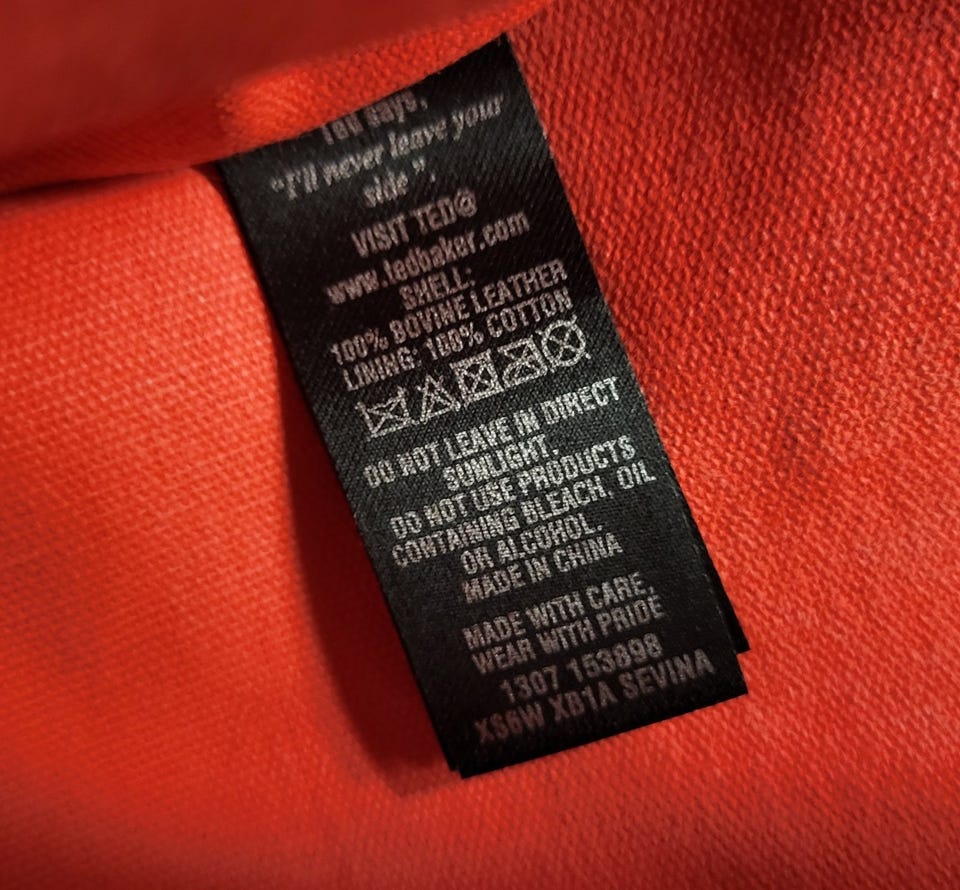 Ted says,
"I'll never leave your
side".
VISIT TED@
www.tedbaker.com
SHELL:
100% BOVINE LEATHER
LINING: 100% COTTON
DO NOT LEAVE IN DIRECT
SUNLIGHT.
DO NOT USE PRODUCTS
CONTAINING BLEACH, OIL
OR ALCOHOL.
MADE IN CHINA
MADE WITH CARE,
WEAR WITH PRIDE
1307 153898
XS6W XB1A SEVINA